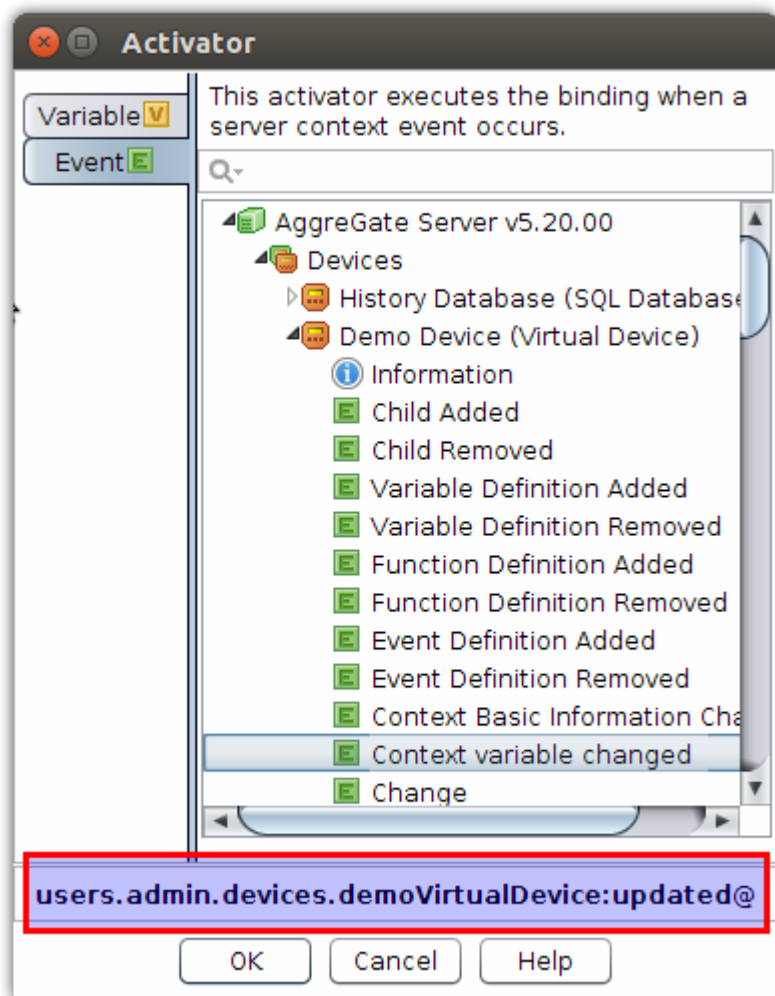 Activator
Variable V
Event E
This activator executes the binding when a
server context event occurs.
AggreGate Server v5.20.00
Devices
History Database (SQL Database
Demo Device (Virtual Device)
i Information
E Child Added
E Child Removed
E Variable Definition Added
E Variable Definition Removed
E Function Definition Added
E Function Definition Removed
E Event Definition Added
E Event Definition Removed
E Context Basic Information Cha
E Context variable changed
E Change
users.admin.devices.demoVirtualDevice:updated@
OK Cancel Help